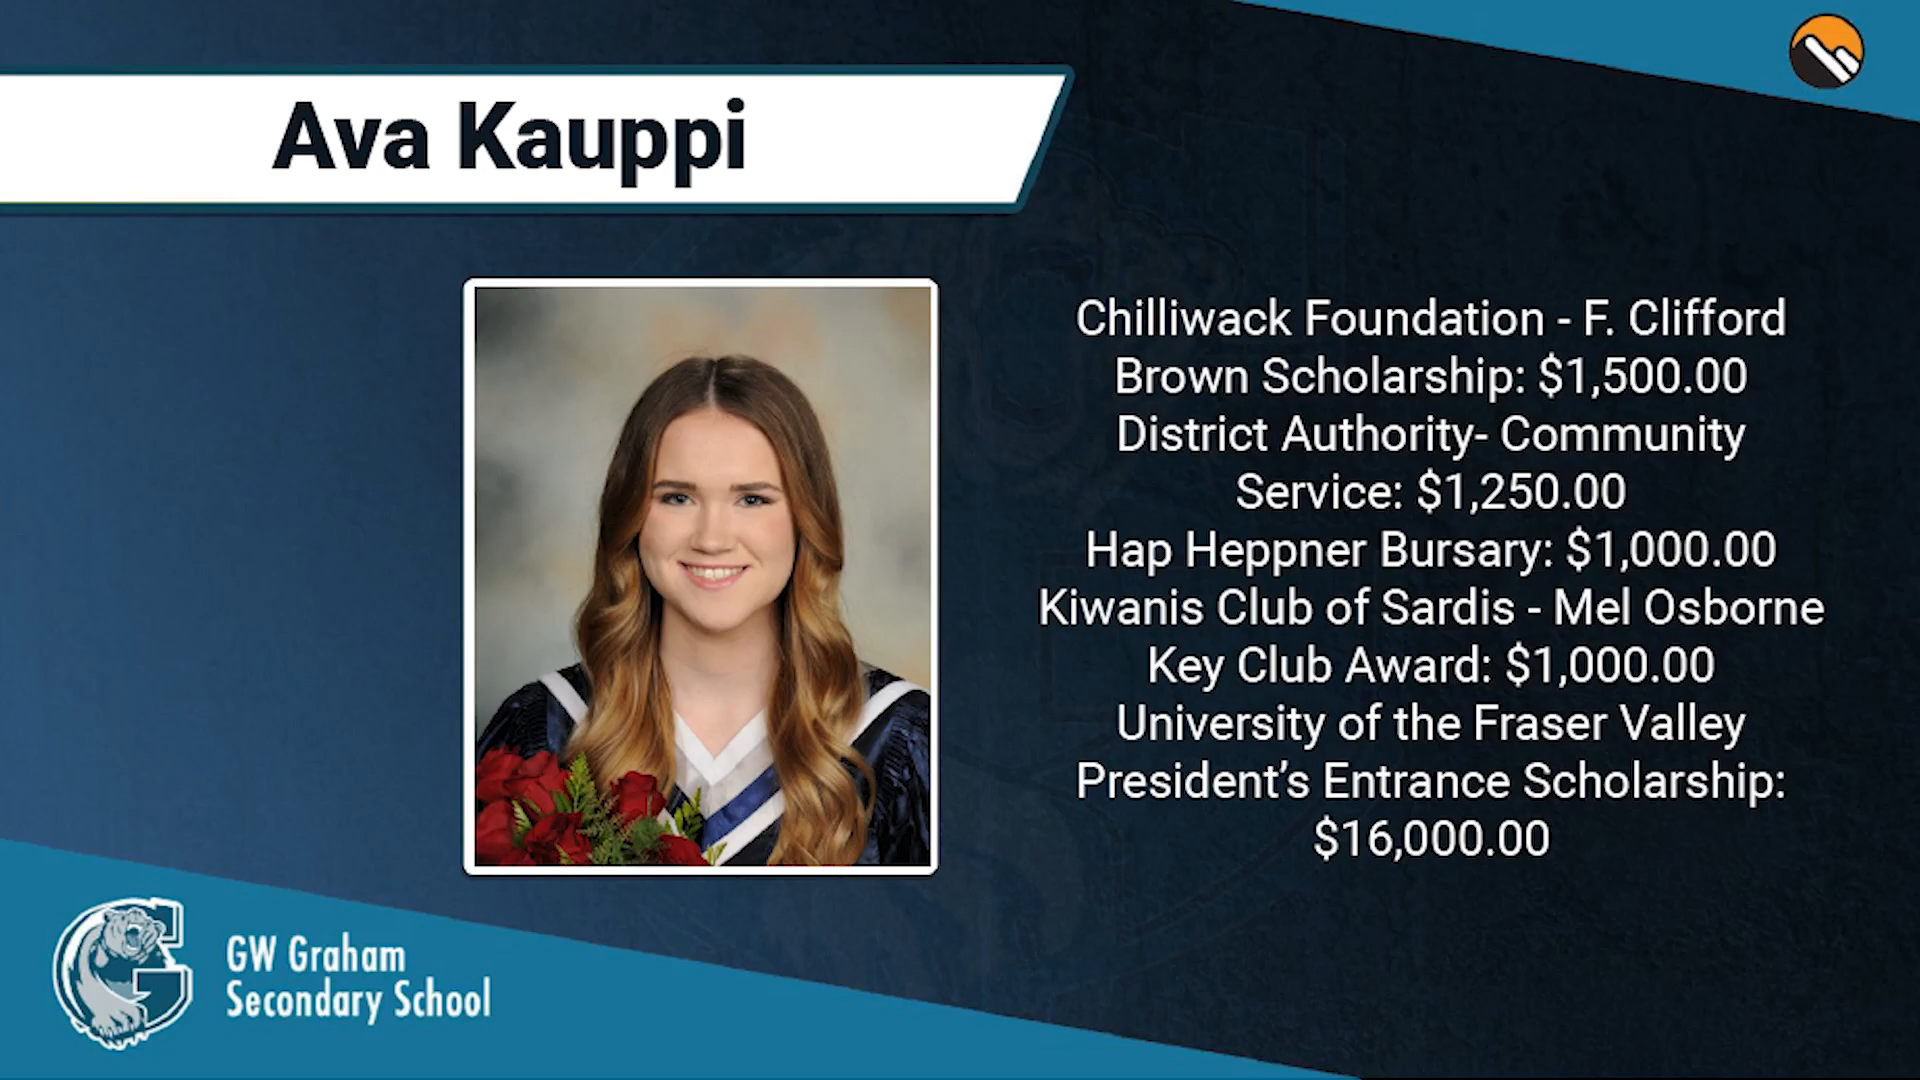 Ava Kauppi
Chilliwack Foundation - F. Clifford
Brown Scholarship: $1,500.00
District Authority- Community
Service: $1,250.00
Hap Heppner Bursary: $1,000.00
Kiwanis Club of Sardis - Mel Osborne
Key Club Award: $1,000.00
University of the Fraser Valley
President’s Entrance Scholarship:
$16,000.00
G
GW Graham
Secondary School